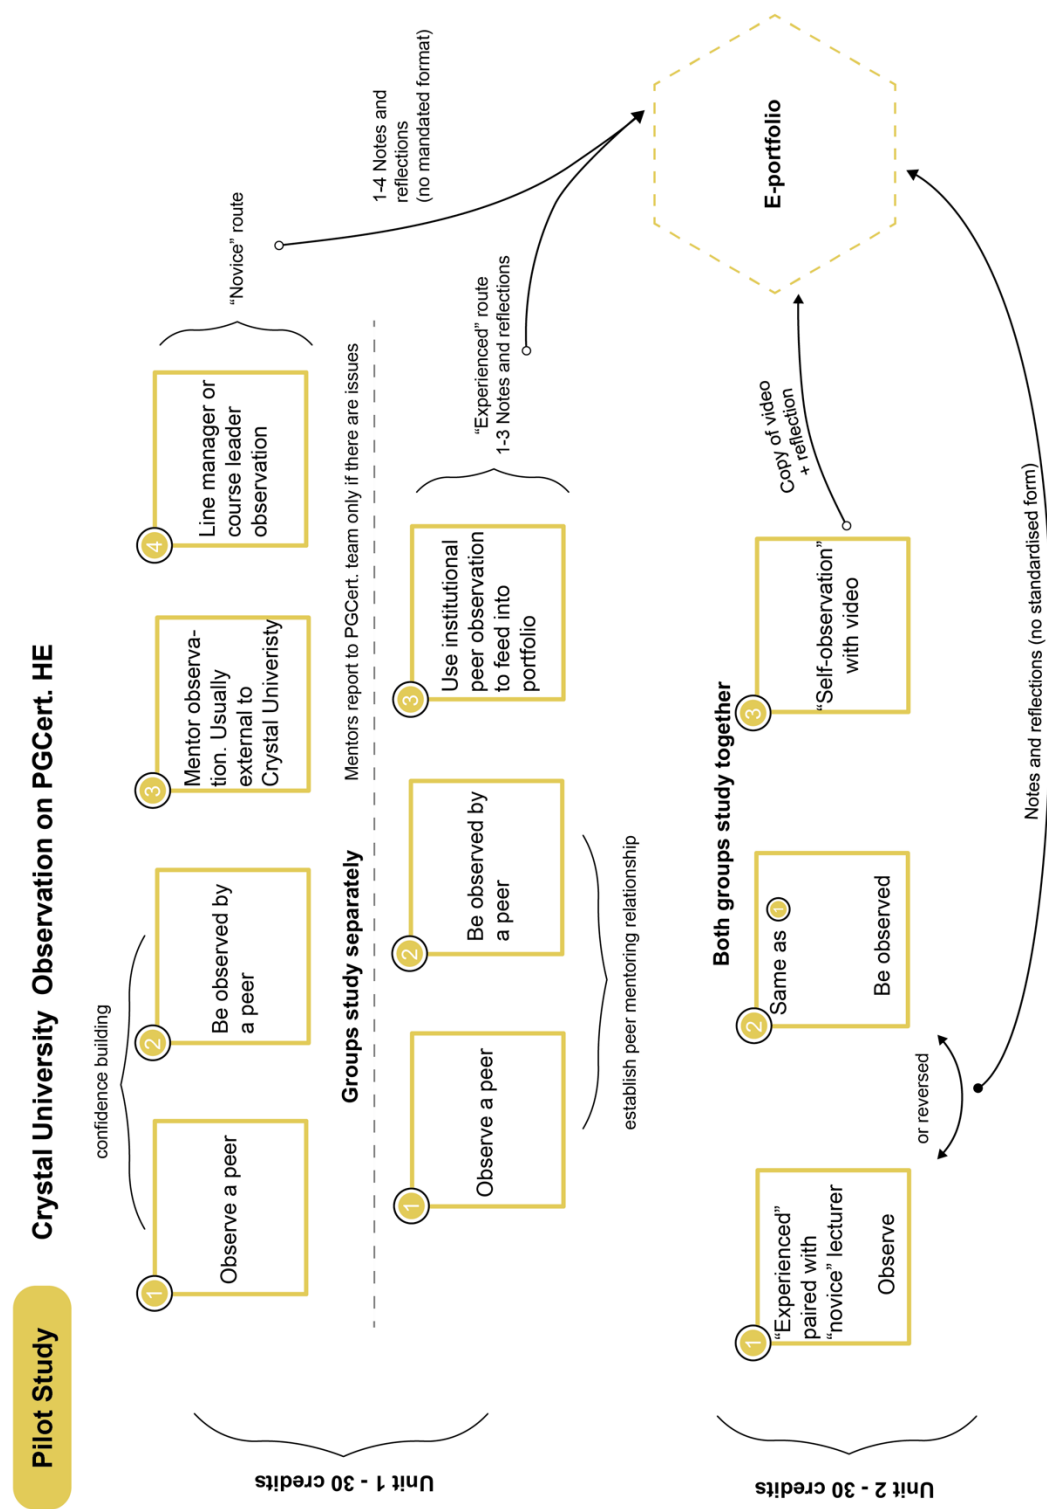 Pilot Study
Crystal University  Observation on PGCert. HE
Unit 1 - 30 credits
confidence building
1
Observe a peer
2
Be observed by
a peer
3
Mentor observa-
tion. Usually
external to
Crystal Univeristy
4
Line manager or
course leader
observation
“Novice” route
1-4 Notes and
reflections
(no mandated format)
Groups study separately
Mentors report to PGCert. team only if there are issues
1
Observe a peer
2
Be observed by
a peer
3
Use institutional
peer observation
to feed into
portfolio
“Experienced” route
1-3 Notes and reflections
establish peer mentoring relationship
Unit 2 - 30 credits
Both groups study together
1
“Experienced”
paired with
“novice” lecturer
Observe
or reversed
2
Same as 1
Be observed
3
“Self-observation”
with video
Copy of video
+ reflection
Notes and reflections (no standardised form)
E-portfolio